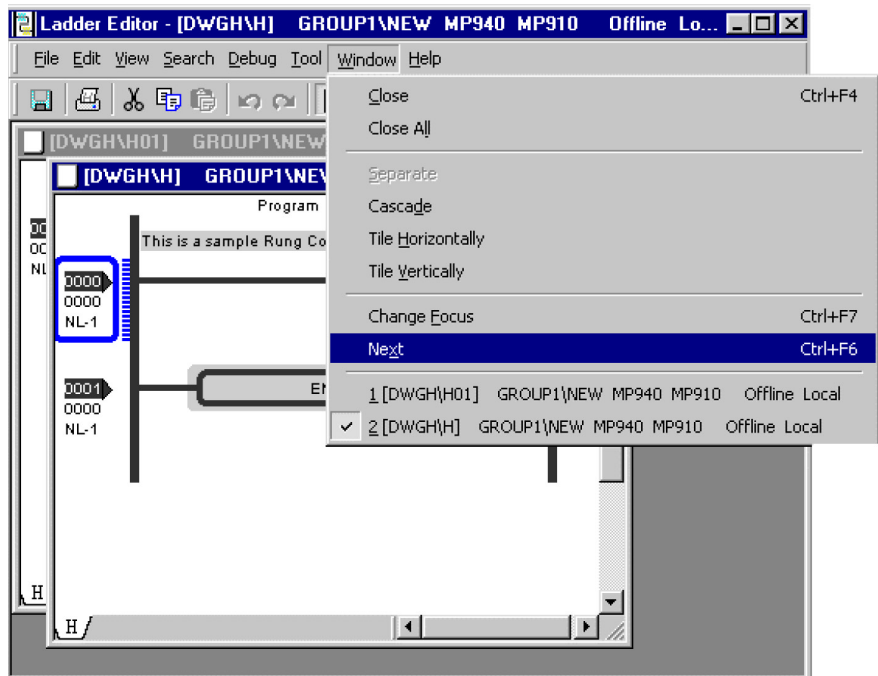 Ladder Editor - [DWGH\H] GROUP1\NEW MP940 MP910 Offline Lo...
File Edit View Search Debug Tool Window Help
Close Ctrl+F4
Close All
Separate
Cascade
Tile Horizontally
Tile Vertically
Change Focus Ctrl+F7
Next Ctrl+F6
1 [DWGH\H01] GROUP1\NEW MP940 MP910 Offline Local
2 [DWGH\H] GROUP1\NEW MP940 MP910 Offline Local
[DWGH\H01] GROUP1\NEW
[DWGH\H] GROUP1\NEW
Program
This is a sample Rung Co
0000
0000
NL-1
0001
0000
NL-1
H
H